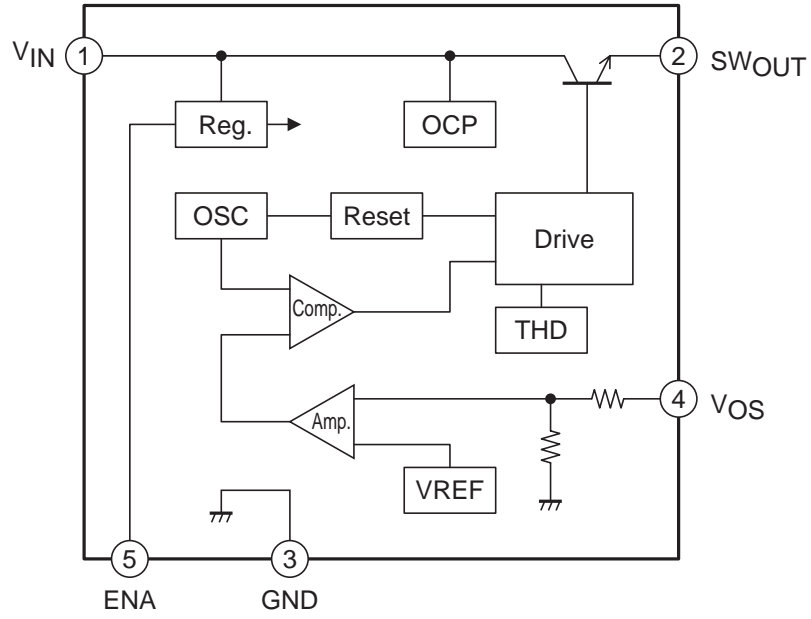 VIN 1
2 SWOUT
Reg.
OCP
OSC
Reset
Drive
Comp.
THD
4 VOS
Amp.
VREF
5
3
ENA
GND